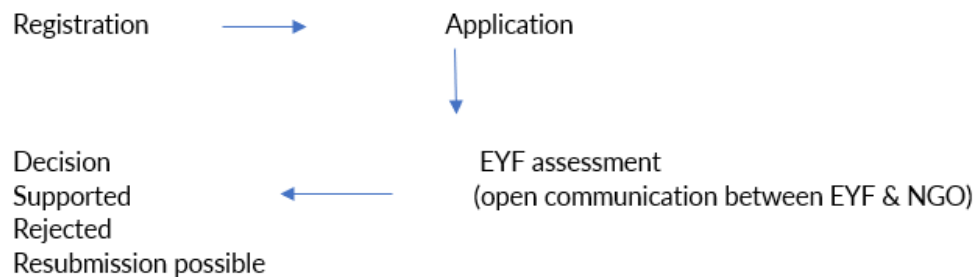 Registration
Application
EYF assessment
(open communication between EYF & NGO)
Decision
Supported
Rejected
Resubmission possible